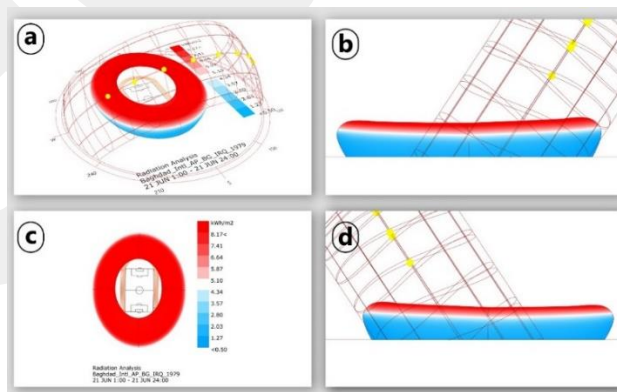 a
Radiation Analysis
Baghdad_Intl_AP_BG_IRQ_1979
21 JUN 1:00 - 21 JUN 24:00
b
c
kWh/m2
8.17<
7.41
6.64
5.87
5.10
4.34
3.57
2.80
2.03
1.27
<0.50
Radiation Analysis
Baghdad_Intl_AP_BG_IRQ_1979
21 JUN 1:00 - 21 JUN 24:00
d